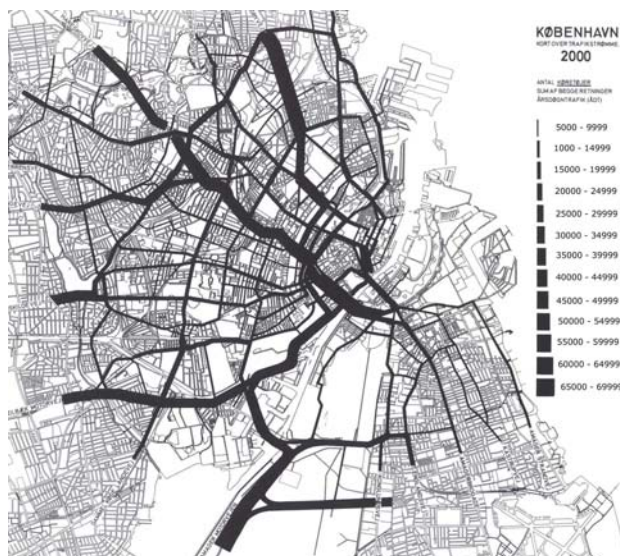 KØBENHAVN
KORT OVER TRAFIKSTRØMME
2000
ANTAL KØRETØJER
SUM AF BEGGE RETNINGER
ÅRSDØGNTRAFIK (ÅDT)
5000 - 9999
1000 - 14999
15000 - 19999
20000 - 24999
25000 - 29999
30000 - 34999
35000 - 39999
40000 - 44999
45000 - 49999
50000 - 54999
55000 - 59999
60000 - 64999
65000 - 69999